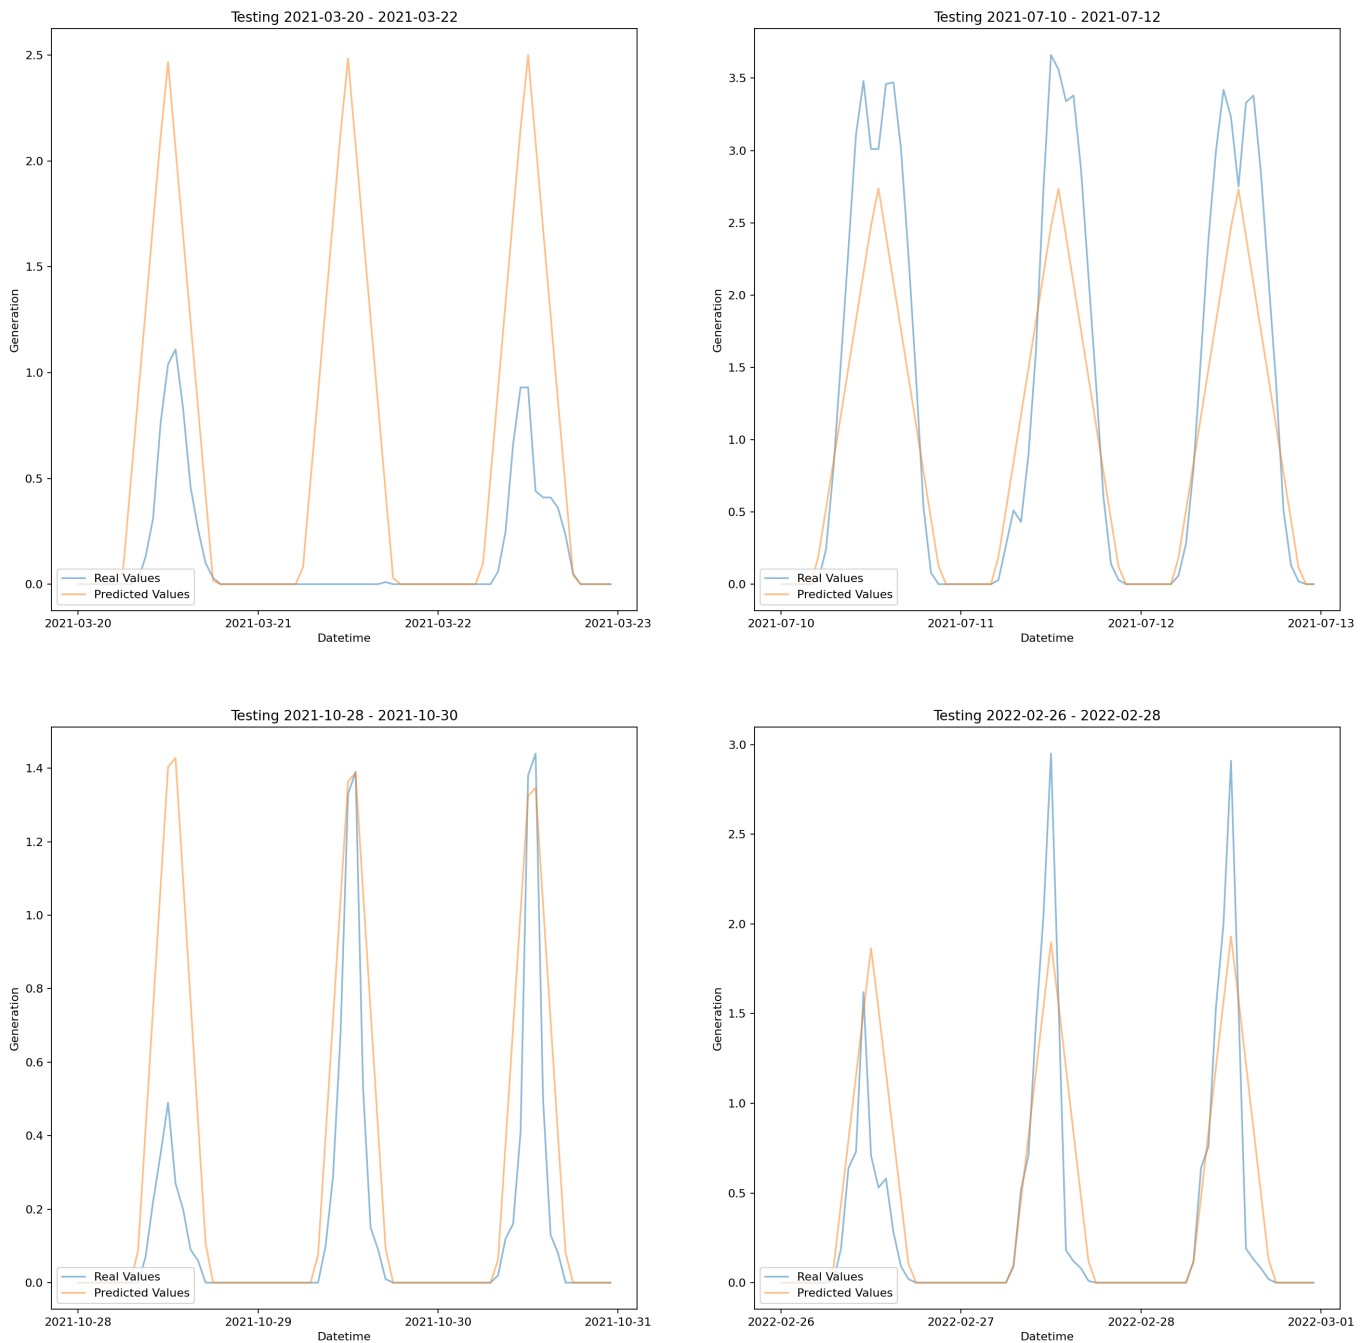 Testing 2021-03-20 - 2021-03-22
2.5
2.0
1.5
1.0
0.5
0.0
Generation
Real Values
Predicted Values
2021-03-20 2021-03-21 2021-03-22 2021-03-23
Datetime
Testing 2021-07-10 - 2021-07-12
3.5
3.0
2.5
2.0
1.5
1.0
0.5
0.0
Generation
Real Values
Predicted Values
2021-07-10 2021-07-11 2021-07-12 2021-07-13
Datetime
Testing 2021-10-28 - 2021-10-30
1.4
1.2
1.0
0.8
0.6
0.4
0.2
0.0
Generation
Real Values
Predicted Values
2021-10-28 2021-10-29 2021-10-30 2021-10-31
Datetime
Testing 2022-02-26 - 2022-02-28
3.0
2.5
2.0
1.5
1.0
0.5
0.0
Generation
Real Values
Predicted Values
2022-02-26 2022-02-27 2022-02-28 2022-03-01
Datetime